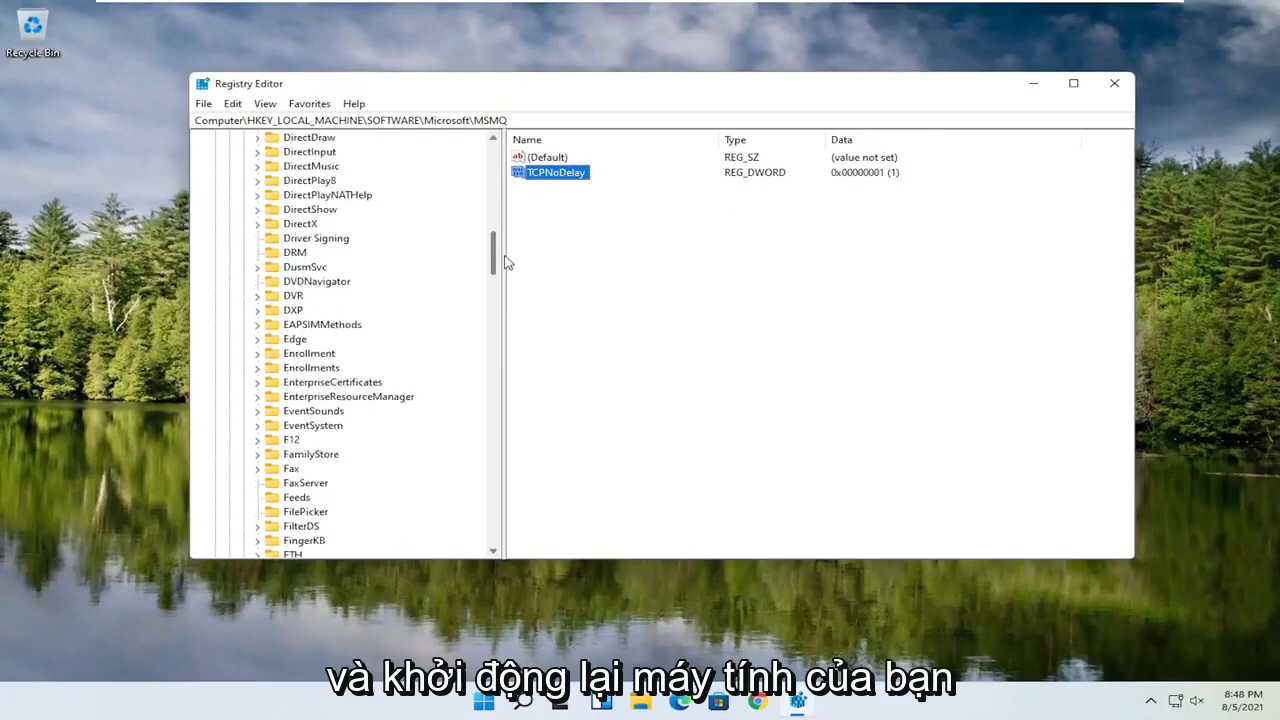 Recycle Bin
Registry Editor
File Edit View Favorites Help
Computer\HKEY_LOCAL_MACHINE\SOFTWARE\Microsoft\MSMQ
DirectDraw
DirectInput
DirectMusic
DirectPlay8
DirectPlayNATHelp
DirectShow
DirectX
Driver Signing
DRM
DusmSvc
DVDNavigator
DVR
DXP
EAPSIMMethods
Edge
Enrollment
Enrollments
EnterpriseCertificates
EnterpriseResourceManager
EventSounds
EventSystem
F12
FamilyStore
Fax
FaxServer
Feeds
FilePicker
FilterDS
FingerKB
FTH
Name Type Data
(Default) REG_SZ (value not set)
TCPNoDelay REG_DWORD 0x00000001 (1)
và khởi động lại máy tính của bạn
8:48 PM
8/5/2021